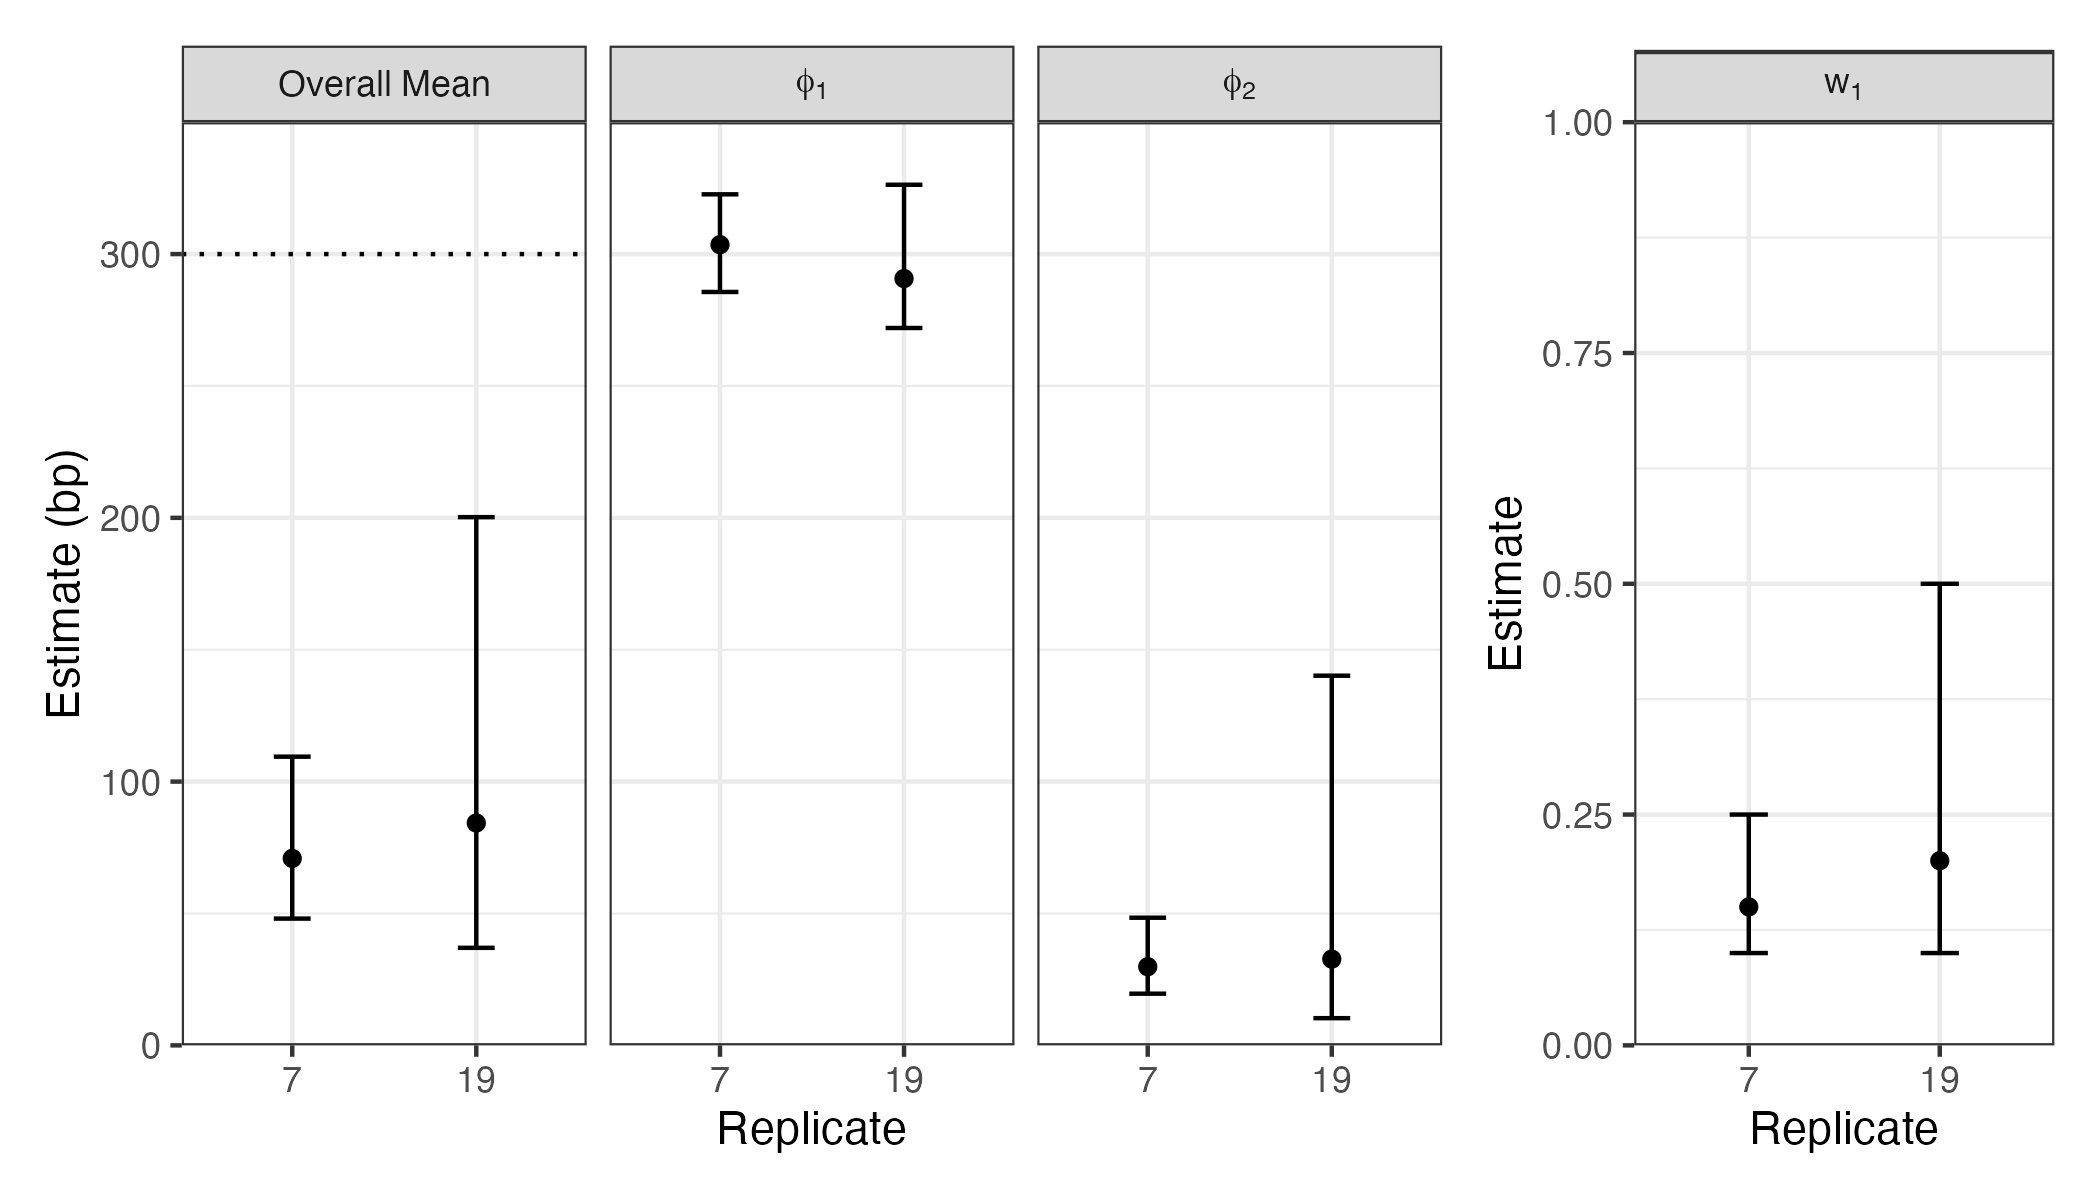 Overall Mean
ϕ1
ϕ2
w1
Estimate (bp)
300
200
100
0
7 19
7 19
7 19
Replicate
Estimate
1.00
0.75
0.50
0.25
0.00
7 19
Replicate